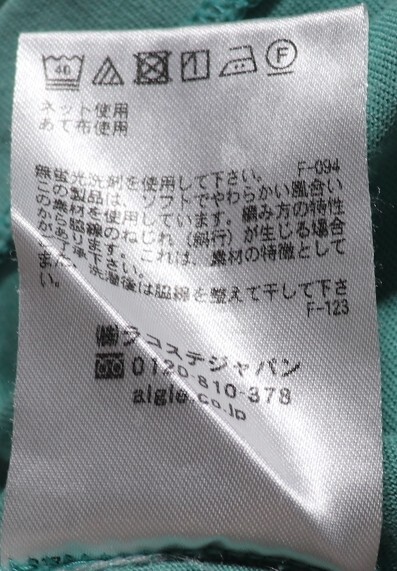 40 F
ネット使用
あて布使用
無蛍光洗剤を使用して下さい。 F-094
この製品は、ソフトでやわらかい風合い
の素材を使用しています。編み方の特性
から脇線のねじれ（斜行）が生じる場合
がありますが、これは、素材の特徴として
ご了承下さい。
また、洗濯後は脇線を整えて干して下さ
い。 F-123
㈱ラコステジャパン
0120-810-378
aigle.co.jp